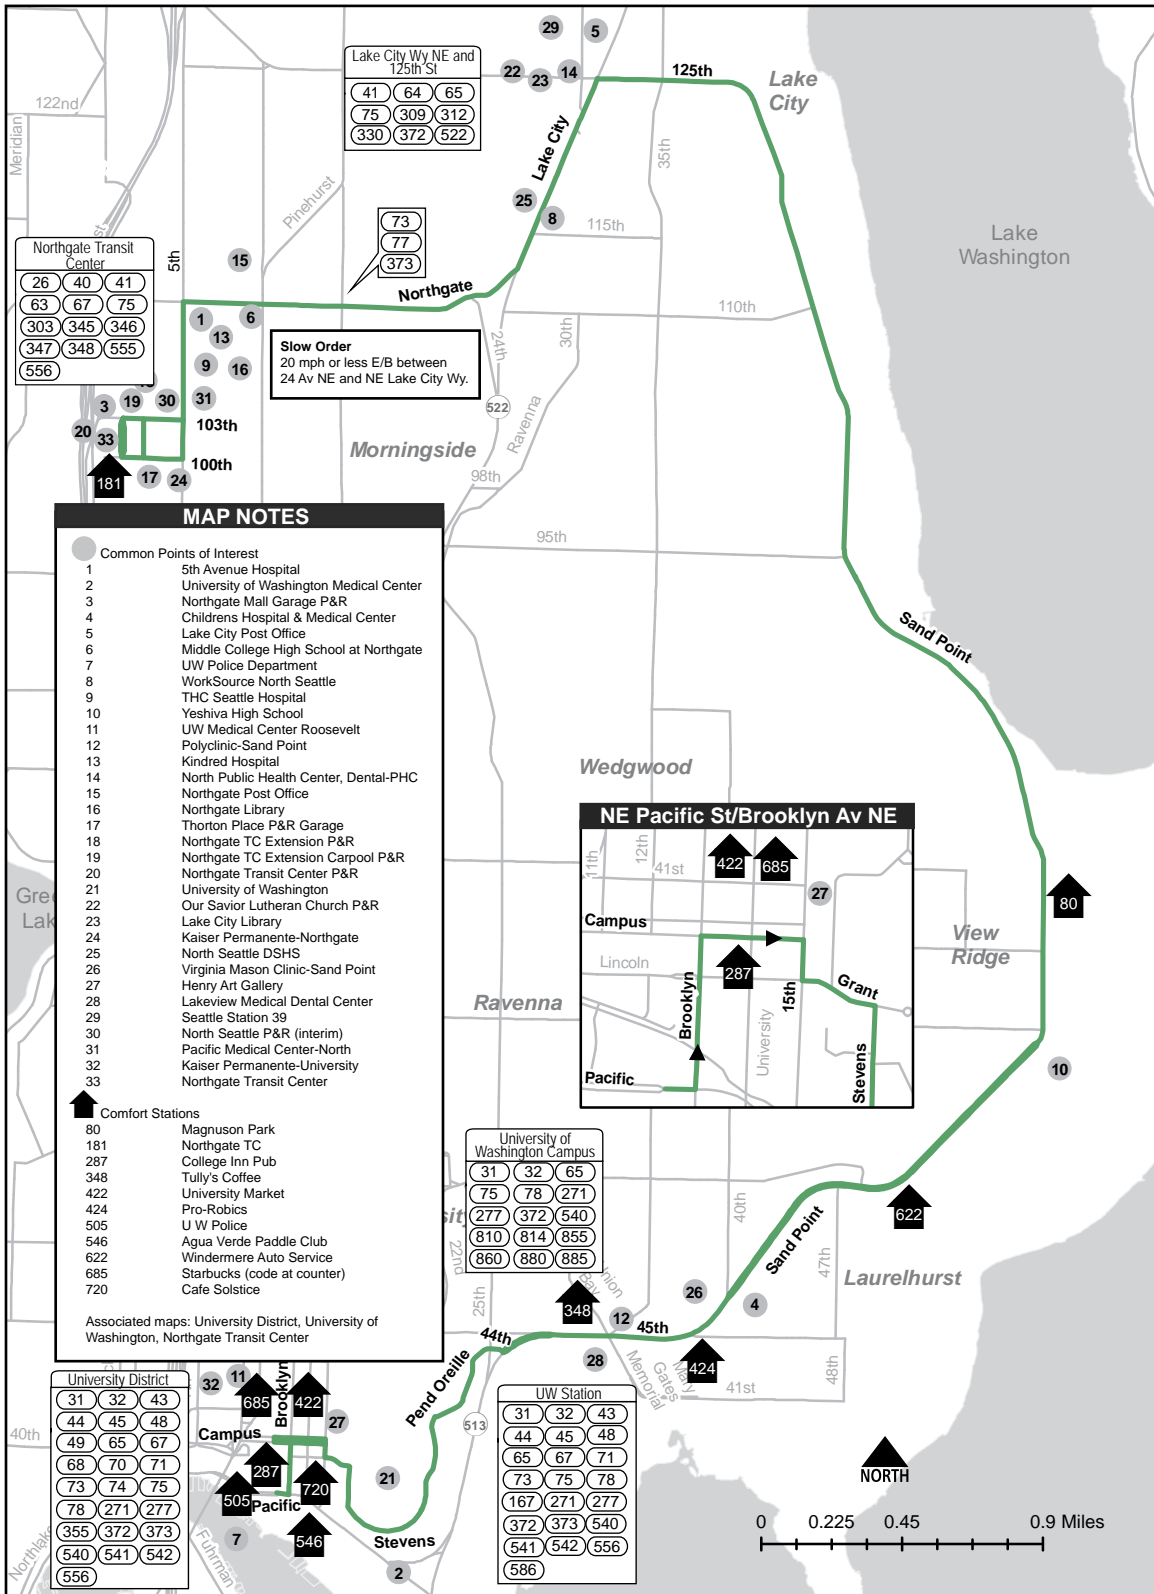 29
5
Lake City Wy NE and
125th St
41 64 65
75 309 312
330 372 522
22
23
14
125th
Lake
City
122nd
Meridian
Lake City
35th
Pinehurst
25
8
115th
73
77
373
5th
15
Lake
Washington
Northgate Transit
Center
26 40 41
63 67 75
303 345 346
347 348 555
556
Northgate
110th
1
6
13
9
16
Slow Order
20 mph or less E/B between
24 Av NE and NE Lake City Wy.
24th
30th
522
Ravenna
3
19
30
31
103th
20
33
100th
181
17
24
Morningside
98th
95th
MAP NOTES
Common Points of Interest
1 5th Avenue Hospital
2 University of Washington Medical Center
3 Northgate Mall Garage P&R
4 Childrens Hospital & Medical Center
5 Lake City Post Office
6 Middle College High School at Northgate
7 UW Police Department
8 WorkSource North Seattle
9 THC Seattle Hospital
10 Yeshiva High School
11 UW Medical Center Roosevelt
12 Polyclinic-Sand Point
13 Kindred Hospital
14 North Public Health Center, Dental-PHC
15 Northgate Post Office
16 Northgate Library
17 Thorton Place P&R Garage
18 Northgate TC Extension P&R
19 Northgate TC Extension Carpool P&R
20 Northgate Transit Center P&R
21 University of Washington
22 Our Savior Lutheran Church P&R
23 Lake City Library
24 Kaiser Permanente-Northgate
25 North Seattle DSHS
26 Virginia Mason Clinic-Sand Point
27 Henry Art Gallery
28 Lakeview Medical Dental Center
29 Seattle Station 39
30 North Seattle P&R (interim)
31 Pacific Medical Center-North
32 Kaiser Permanente-University
33 Northgate Transit Center
Comfort Stations
80 Magnuson Park
181 Northgate TC
287 College Inn Pub
348 Tully's Coffee
422 University Market
424 Pro-Robics
505 U W Police
546 Agua Verde Paddle Club
622 Windermere Auto Service
685 Starbucks (code at counter)
720 Cafe Solstice
Associated maps: University District, University of
Washington, Northgate Transit Center
Sand Point
Wedgwood
NE Pacific St/Brooklyn Av NE
11th
12th
41st
422
685
27
Campus
Lincoln
287
Brooklyn
University
15th
Grant
Stevens
Pacific
80
View
Ridge
Ravenna
10
University of
Washington Campus
31 32 65
75 78 271
277 372 540
810 814 855
860 880 885
22nd
25th
40th
Sand Point
622
47th
Laurelhurst
348
26
4
12
45th
44th
28
424
Memorial
Mary
Gates
41st
48th
Pend Oreille
513
University District
31 32 43
44 45 48
49 65 67
68 70 71
73 74 75
78 271 277
355 372 373
540 541 542
556
32
11
685
Brooklyn
422
27
40th
Campus
287
505
Pacific
720
546
7
Northlake
Fuhrman
21
Stevens
2
UW Station
31 32 43
44 45 48
65 67 71
73 75 78
167 271 277
372 373 540
541 542 556
586
NORTH
0 0.225 0.45 0.9 Miles